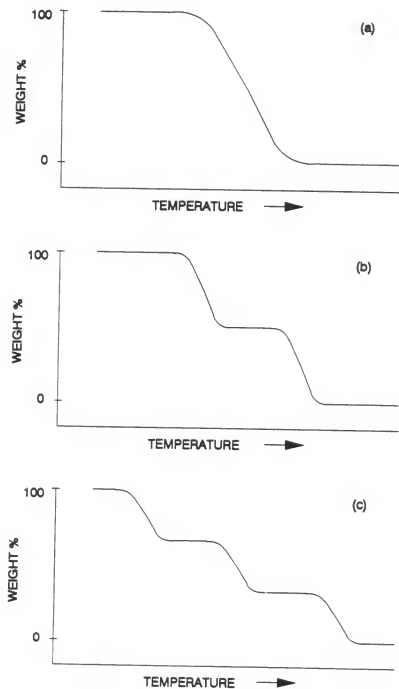 100
(a)
WEIGHT %
0
TEMPERATURE
100
(b)
WEIGHT %
0
TEMPERATURE
100
(c)
WEIGHT %
0
TEMPERATURE